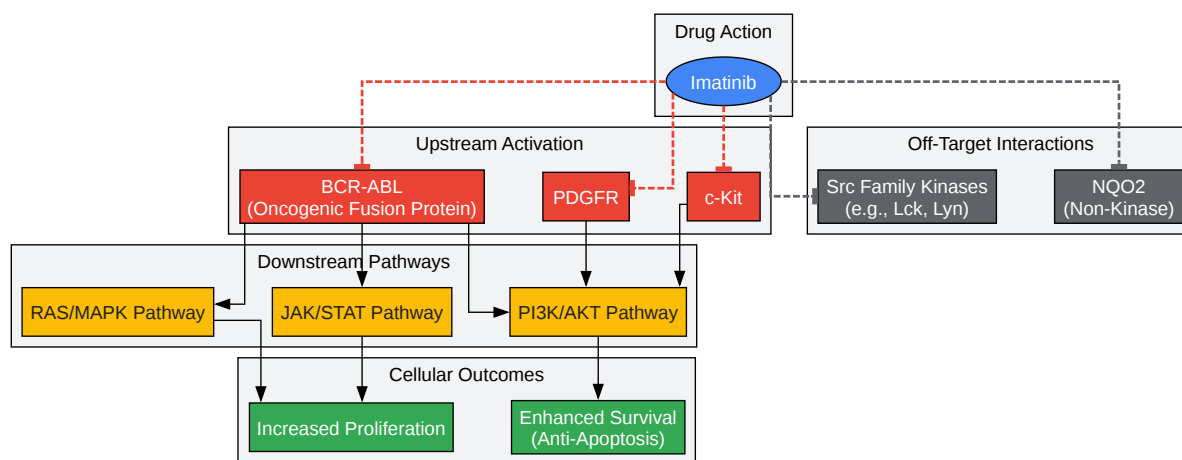 Drug Action
Imatinib
Upstream Activation
Off-Target Interactions
BCR-ABL
(Oncogenic Fusion Protein)
PDGFR
c-Kit
Src Family Kinases
(e.g., Lck, Lyn)
NQO2
(Non-Kinase)
Downstream Pathways
RAS/MAPK Pathway
JAK/STAT Pathway
PI3K/AKT Pathway
Cellular Outcomes
Increased Proliferation
Enhanced Survival
(Anti-Apoptosis)